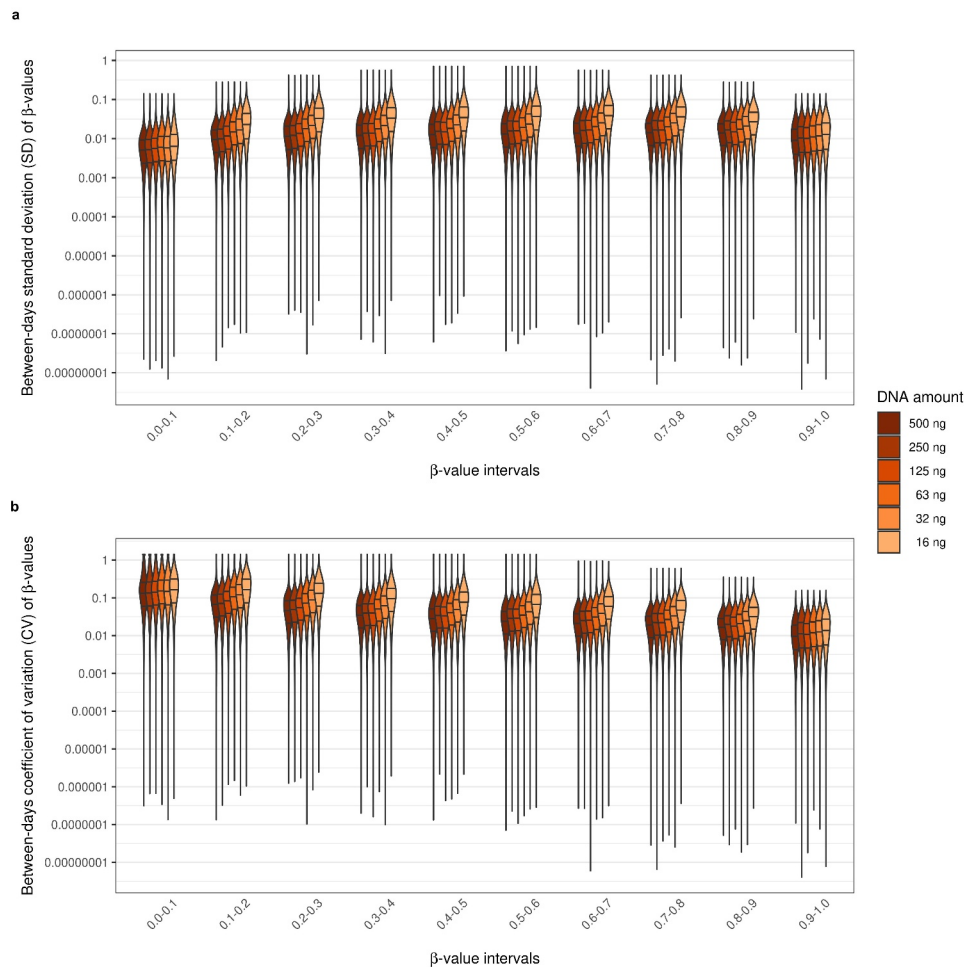 a
Between-days standard deviation (SD) of β-values
1
0.1
0.01
0.001
0.0001
0.00001
0.000001
0.0000001
0.00000001
0.0-0.1
0.1-0.2
0.2-0.3
0.3-0.4
0.4-0.5
0.5-0.6
0.6-0.7
0.7-0.8
0.8-0.9
0.9-1.0
β-value intervals
DNA amount
500 ng
250 ng
125 ng
63 ng
32 ng
16 ng
b
Between-days coefficient of variation (CV) of β-values
1
0.1
0.01
0.001
0.0001
0.00001
0.000001
0.0000001
0.00000001
0.0-0.1
0.1-0.2
0.2-0.3
0.3-0.4
0.4-0.5
0.5-0.6
0.6-0.7
0.7-0.8
0.8-0.9
0.9-1.0
β-value intervals